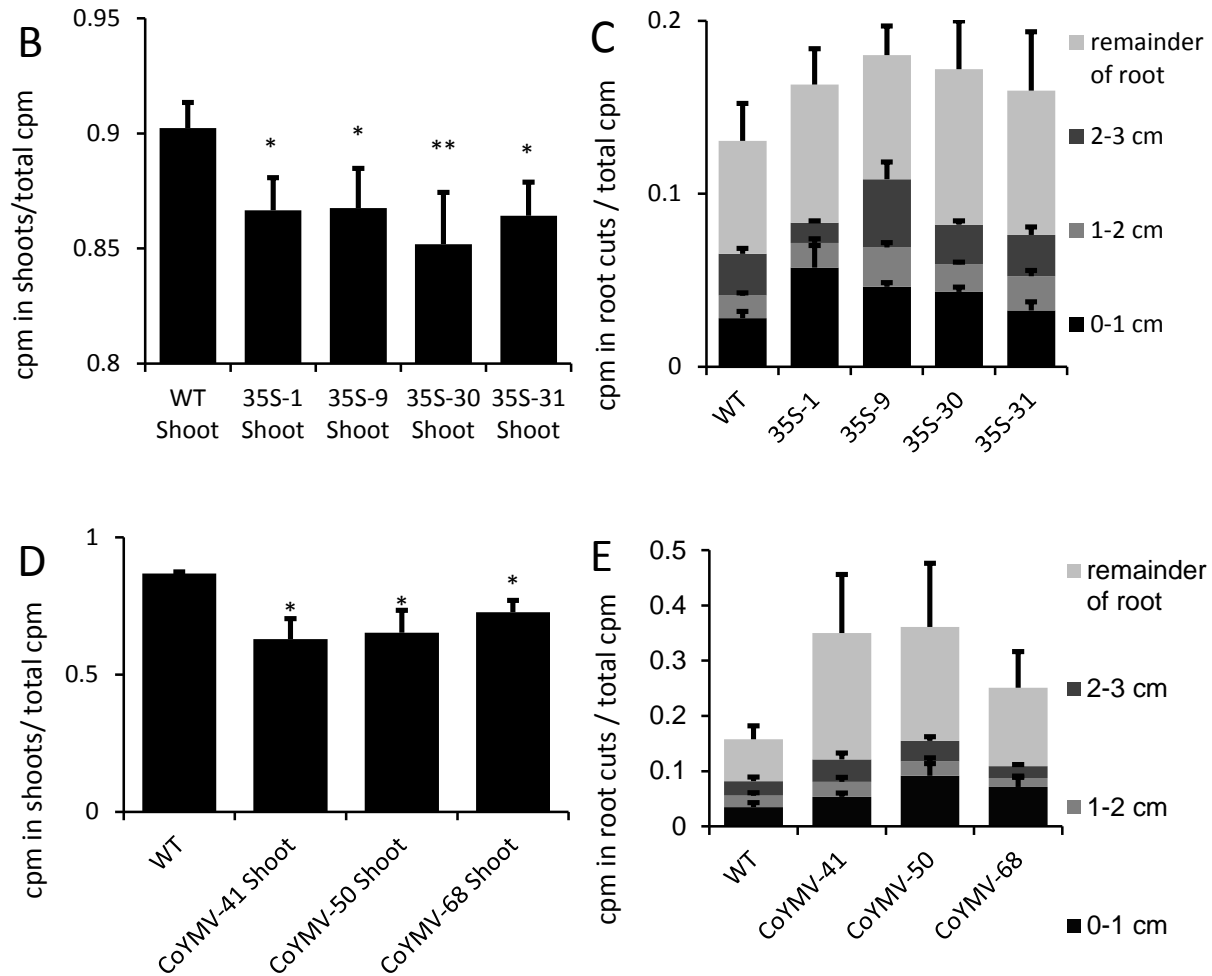 B
cpm in shoots/total cpm
0.95
0.9
0.85
0.8
*
*
**
*
WT
Shoot
35S-1
Shoot
35S-9
Shoot
35S-30
Shoot
35S-31
Shoot
C
cpm in root cuts / total cpm
0.2
0.1
0
WT
35S-1
35S-9
35S-30
35S-31
remainder
of root
2-3 cm
1-2 cm
0-1 cm
D
cpm in shoots/ total cpm
1
0.5
0
*
*
*
WT
CoYMV-41 Shoot
CoYMV-50 Shoot
CoYMV-68 Shoot
E
cpm in root cuts / total cpm
0.5
0.4
0.3
0.2
0.1
0
WT
CoYMV-41
CoYMV-50
CoYMV-68
remainder
of root
2-3 cm
1-2 cm
0-1 cm